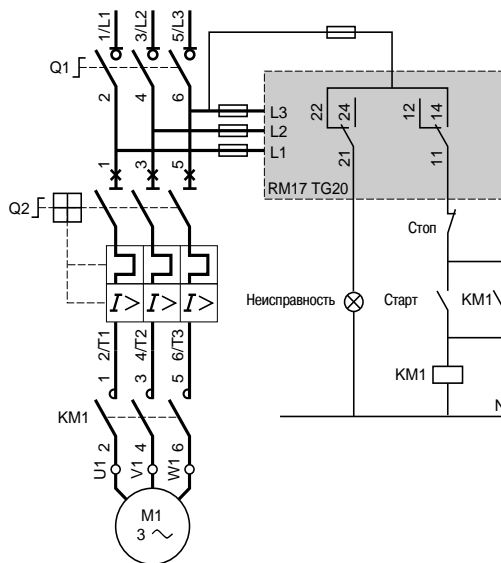 1/L1 3/L2 5/L3
Q1
2 4 6
L3
L2
L1
22 24 12 14
21 11
RM17 TG20
1 3 5
Q2
Стоп
I> I> I>
Неисправность
Старт
KM1
2/T1 4/T2 6/T3
1 3 5
KM1
KM1
2 4 6
N
U1 V1 W1
M1
3 ~